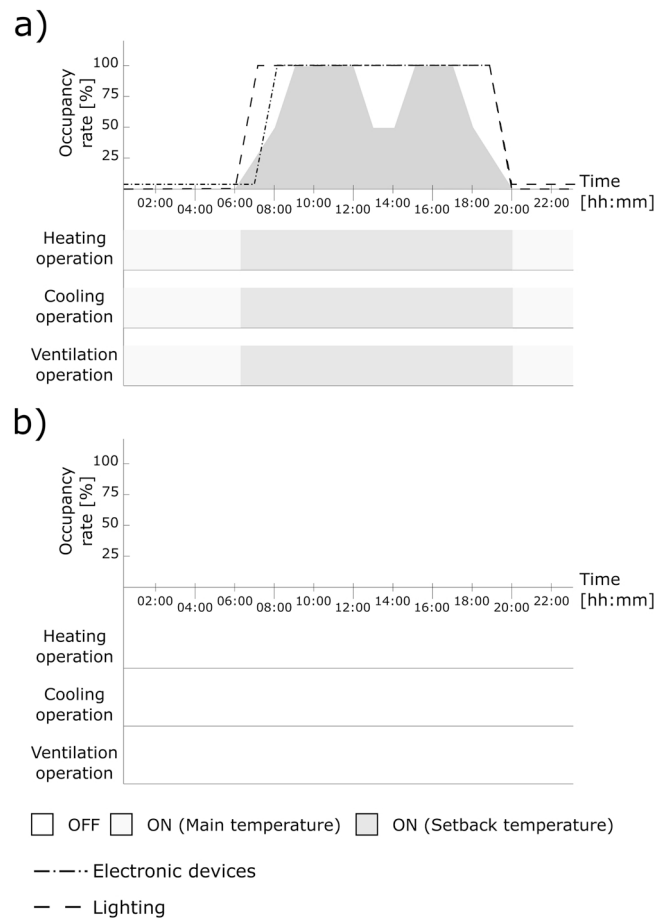 a)
Occupancy
rate [%]
100
75
50
25
02:00 04:00 06:00 08:00 10:00 12:00 14:00 16:00 18:00 20:00 22:00
Time
[hh:mm]
Heating
operation
Cooling
operation
Ventilation
operation
b)
Occupancy
rate [%]
100
75
50
25
02:00 04:00 06:00 08:00 10:00 12:00 14:00 16:00 18:00 20:00 22:00
Time
[hh:mm]
Heating
operation
Cooling
operation
Ventilation
operation
OFF ON (Main temperature) ON (Setback temperature)
Electronic devices
Lighting